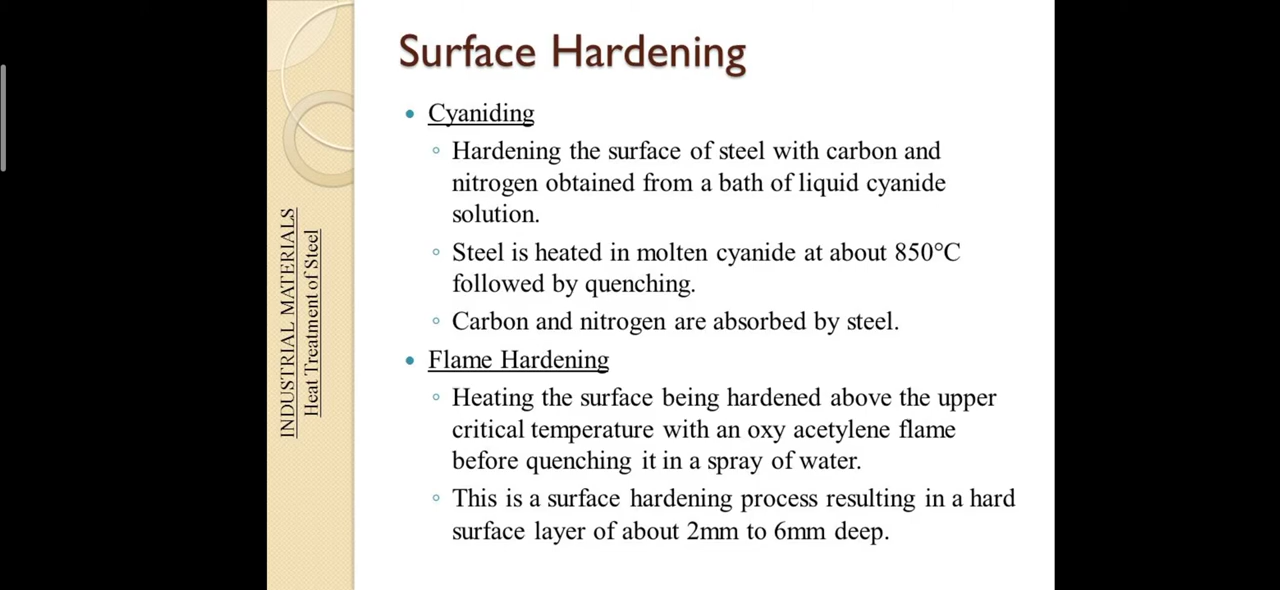 Surface Hardening
• Cyaniding
◦ Hardening the surface of steel with carbon and
nitrogen obtained from a bath of liquid cyanide
solution.
◦ Steel is heated in molten cyanide at about 850°C
followed by quenching.
◦ Carbon and nitrogen are absorbed by steel.
• Flame Hardening
◦ Heating the surface being hardened above the upper
critical temperature with an oxy acetylene flame
before quenching it in a spray of water.
◦ This is a surface hardening process resulting in a hard
surface layer of about 2mm to 6mm deep.
INDUSTRIAL MATERIALS
Heat Treatment of Steel